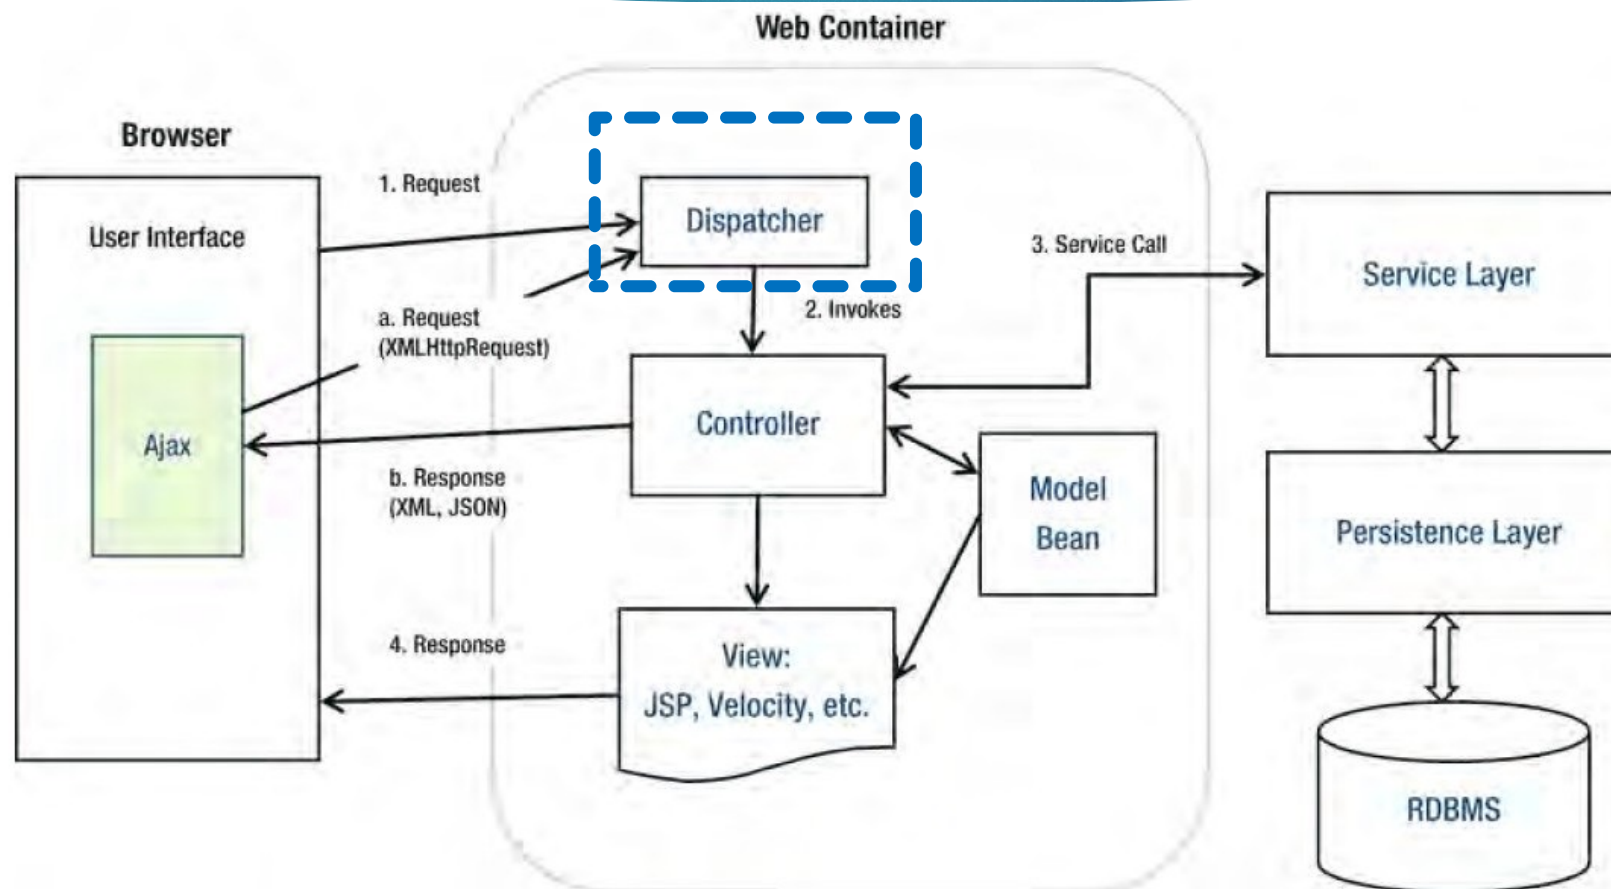 Web Container
Browser
1. Request
User Interface
Dispatcher
3. Service Call
Service Layer
a. Request
(XMLHttpRequest)
2. Invokes
Ajax
Controller
b. Response
(XML, JSON)
Model
Bean
Persistence Layer
4. Response
View:
JSP, Velocity, etc.
RDBMS